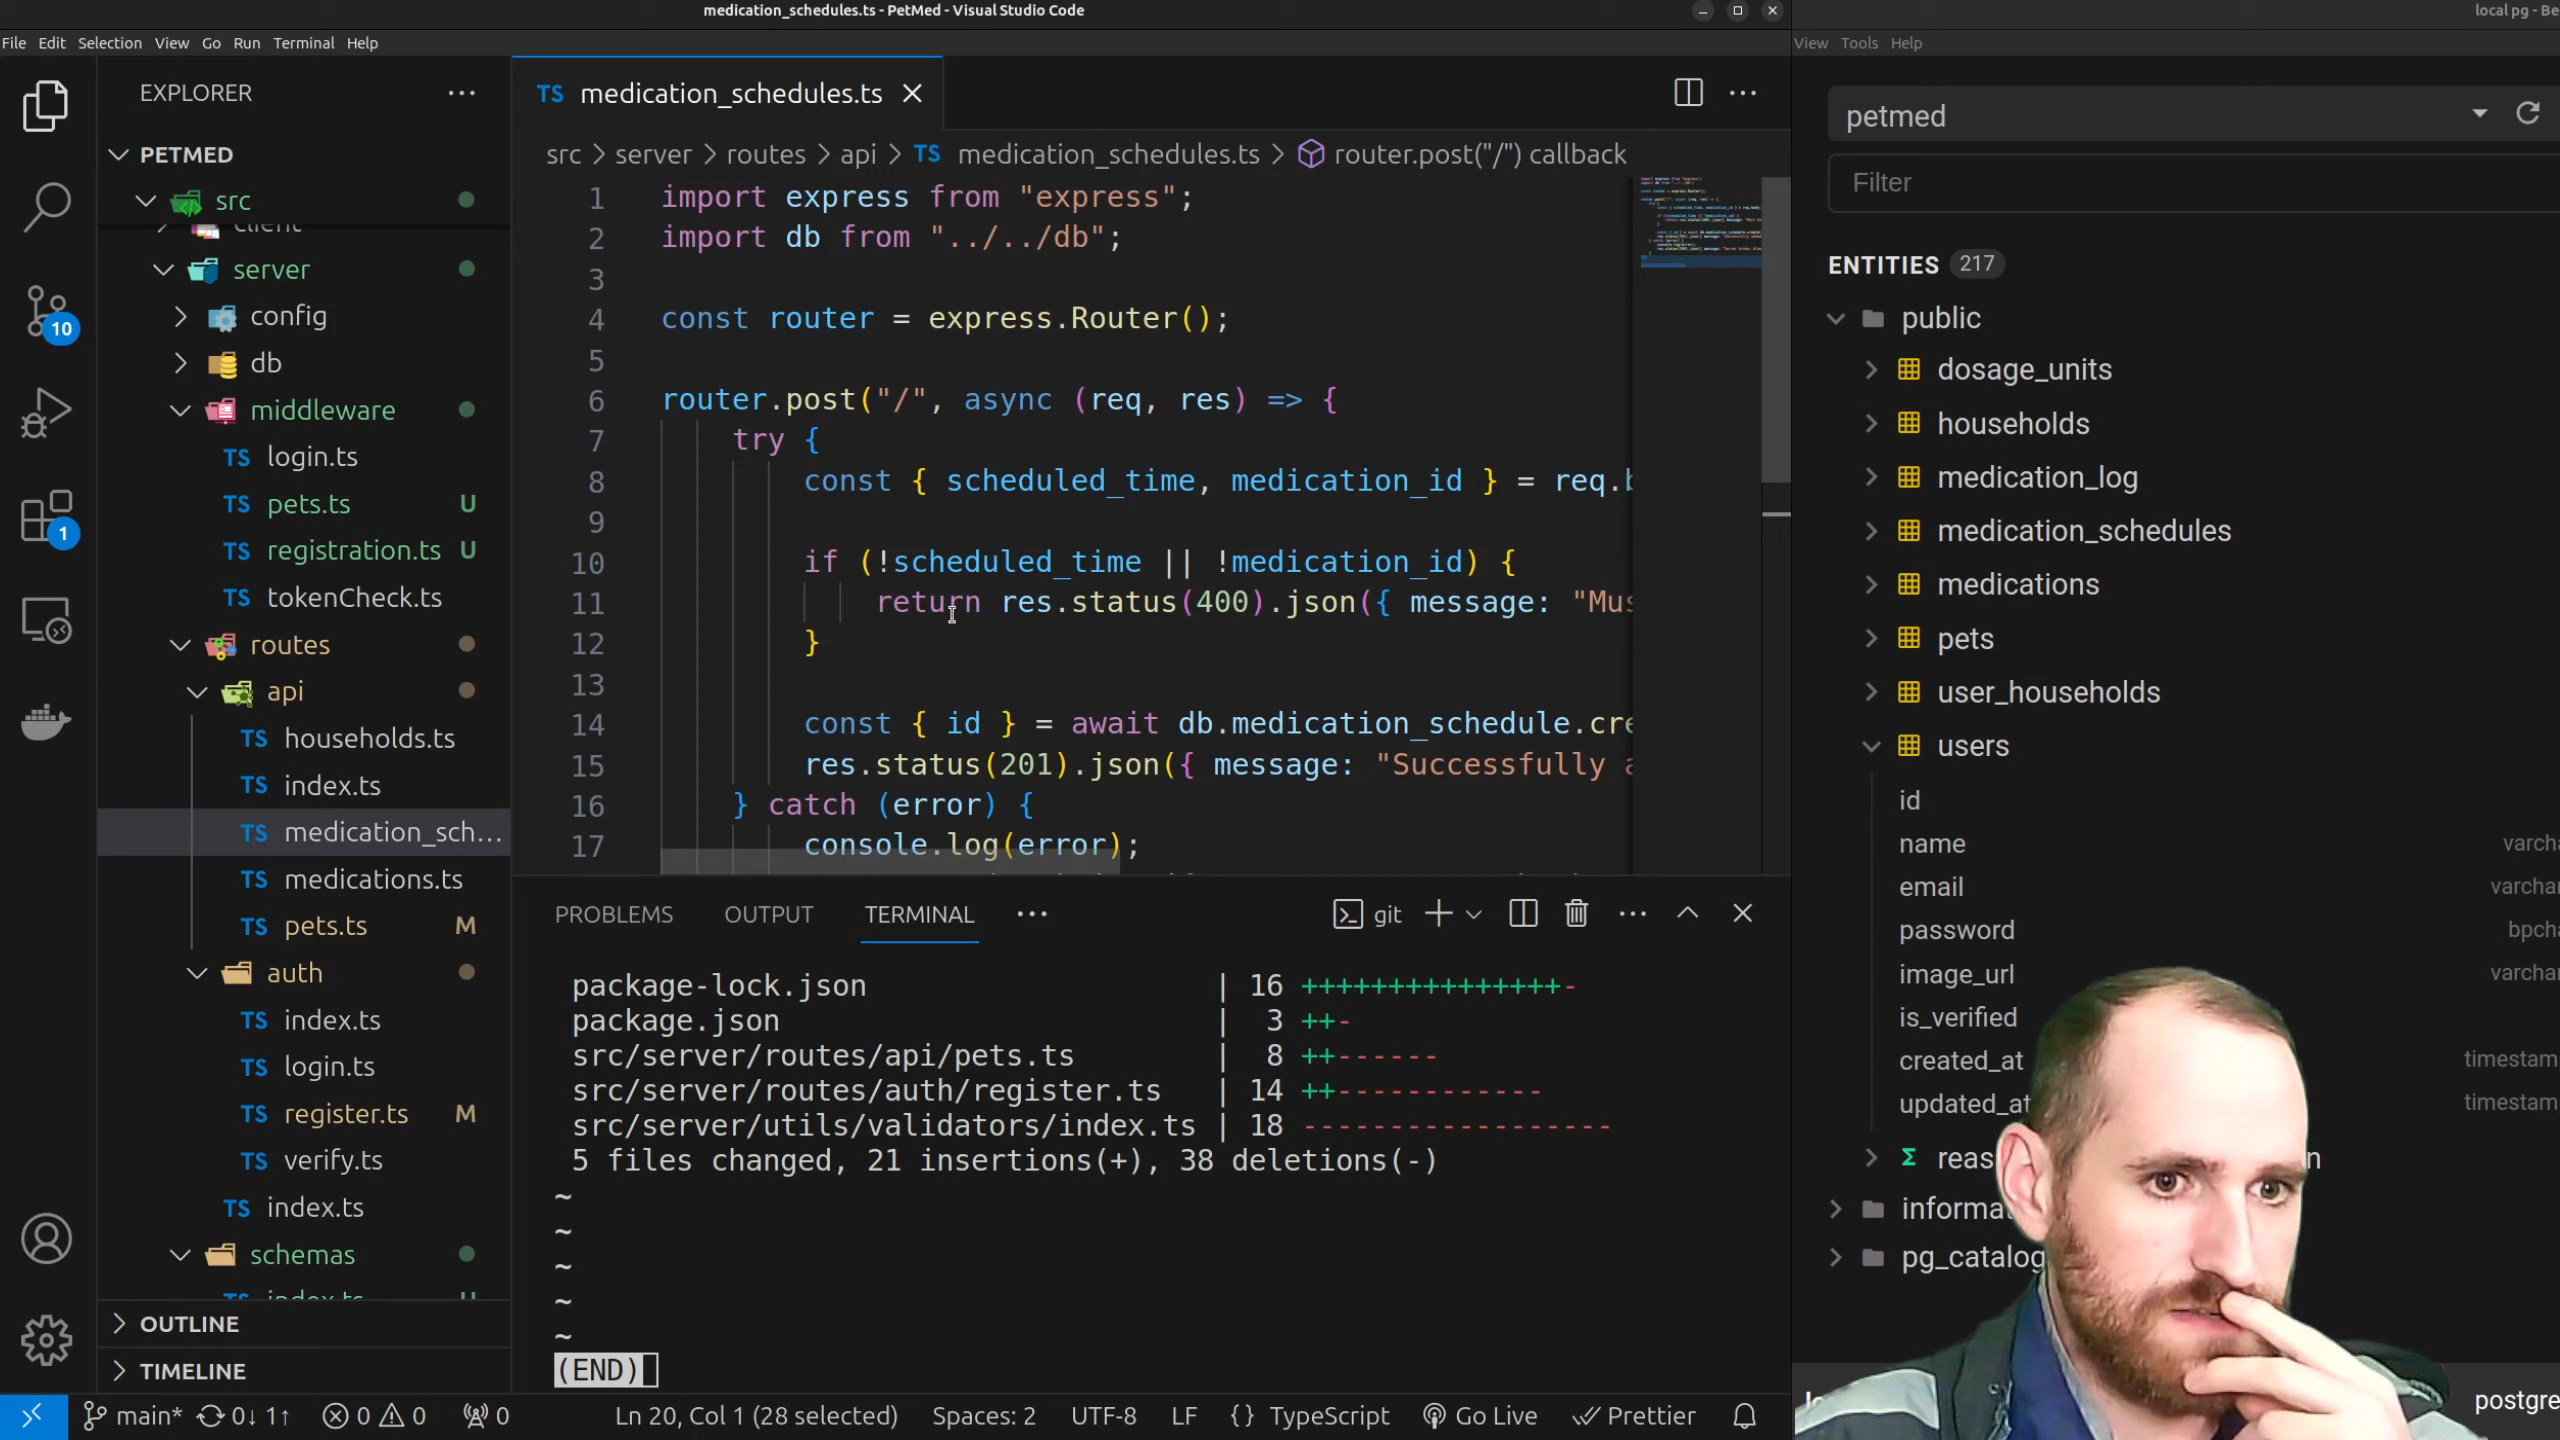 medication_schedules.ts - PetMed - Visual Studio Code
local pg - Be
File Edit Selection View Go Run Terminal Help
View Tools Help
EXPLORER
PETMED
src
client
server
config
db
middleware
TS login.ts
TS pets.ts U
TS registration.ts U
TS tokenCheck.ts
routes
api
TS households.ts
TS index.ts
TS medication_sch...
TS medications.ts
TS pets.ts M
auth
TS index.ts
TS login.ts
TS register.ts M
TS verify.ts
TS index.ts
schemas
TS index.ts U
OUTLINE
TIMELINE
10
1
TS medication_schedules.ts
src > server > routes > api > TS medication_schedules.ts > router.post("/") callback
1 import express from "express";
2 import db from "../../db";
3
4 const router = express.Router();
5
6 router.post("/", async (req, res) => {
7 try {
8 const { scheduled_time, medication_id } = req.b
9
10 if (!scheduled_time || !medication_id) {
11 return res.status(400).json({ message: "Mus
12 }
13
14 const { id } = await db.medication_schedule.cre
15 res.status(201).json({ message: "Successfully a
16 } catch (error) {
17 console.log(error);
PROBLEMS OUTPUT TERMINAL ... git
package-lock.json | 16 +++++++++++++++-
package.json | 3 ++-
src/server/routes/api/pets.ts | 8 ++------
src/server/routes/auth/register.ts | 14 ++------------
src/server/utils/validators/index.ts | 18 ------------------
5 files changed, 21 insertions(+), 38 deletions(-)
~
~
~
~
~
(END)
main* 0↓ 1↑ 0 0 0 Ln 20, Col 1 (28 selected) Spaces: 2 UTF-8 LF {} TypeScript Go Live Prettier
petmed
Filter
ENTITIES 217
public
dosage_units
households
medication_log
medication_schedules
medications
pets
user_households
users
id
name varcha
email varchar
password bpcha
image_url varchar
is_verified
created_at timestam
updated_at timestam
Σ reas n
informat
pg_catalog
postgre